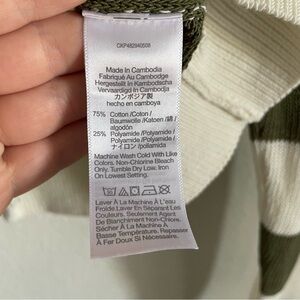 CKP482940508
Made in Cambodia
Fabriqué Au Cambodge
Hergestellt in Kambodscha
Vervaardigd in Cambodja
カンボジア製
hecho en camboya
75% Cotton /Coton /
Baumwolle /Katoen /綿 /
algodón
25% Polyamide /Polyamide /
Polyamid /Polyamide /
ナイロン /poliamida
Machine Wash Cold With Like
Colors. Non-Chlorine Bleach
Only. Tumble Dry Low. Iron
On Lowest Setting.
Laver À La Machine À L'eau
Froide.Laver En Séparant Les
Couleurs. Seulement Agent
De Blanchiment Non-Chloré.
Sécher À La Machine À
Basse Température. Repasser
À Fer Doux Si Nécessaire.